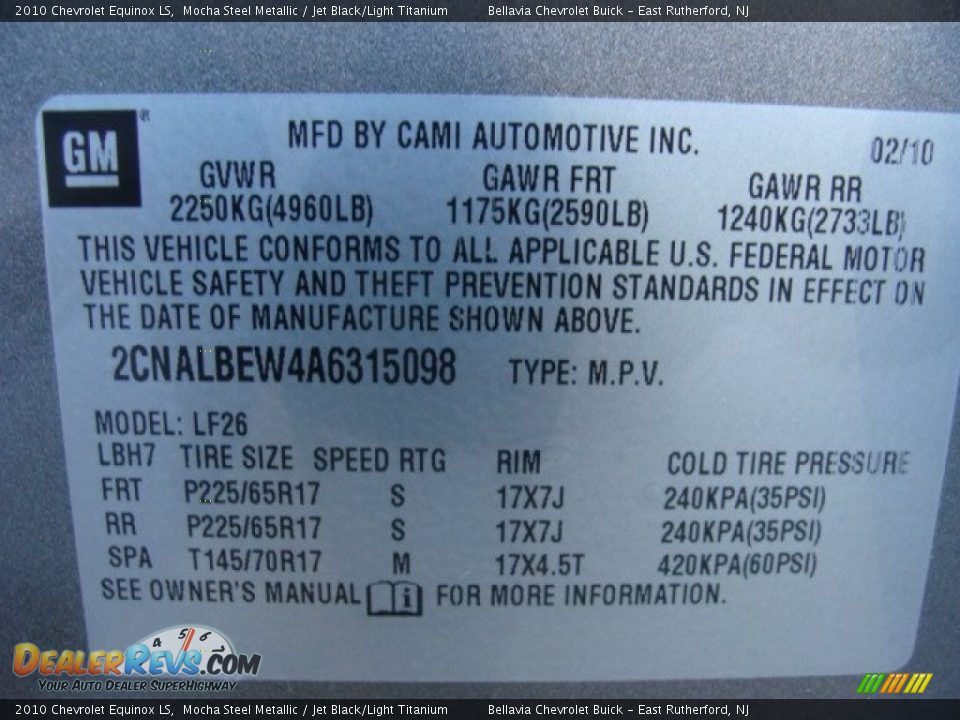 2010 Chevrolet Equinox LS, Mocha Steel Metallic / Jet Black/Light Titanium Bellavia Chevrolet Buick – East Rutherford, NJ
GM ®
MFD BY CAMI AUTOMOTIVE INC. 02/10
GVWR GAWR FRT GAWR RR
2250KG(4960LB) 1175KG(2590LB) 1240KG(2733LB)
THIS VEHICLE CONFORMS TO ALL APPLICABLE U.S. FEDERAL MOTOR
VEHICLE SAFETY AND THEFT PREVENTION STANDARDS IN EFFECT ON
THE DATE OF MANUFACTURE SHOWN ABOVE.
2CNALBEW4A6315098 TYPE: M.P.V.
MODEL: LF26
LBH7 TIRE SIZE SPEED RTG RIM COLD TIRE PRESSURE
FRT P225/65R17 S 17X7J 240KPA(35PSI)
RR P225/65R17 S 17X7J 240KPA(35PSI)
SPA T145/70R17 M 17X4.5T 420KPA(60PSI)
SEE OWNER'S MANUAL i FOR MORE INFORMATION.
4 5 6 7
DealerRevs.com
Your Auto Dealer SuperHighway
2010 Chevrolet Equinox LS, Mocha Steel Metallic / Jet Black/Light Titanium Bellavia Chevrolet Buick – East Rutherford, NJ